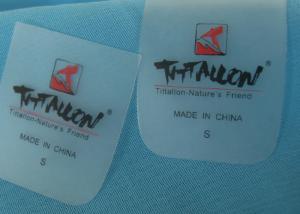 TITTALLON®
Tittallon-Nature's Friend
MADE IN CHINA
S
TITTALLON®
Tittallon-Nature's Friend
MADE IN CHINA
S